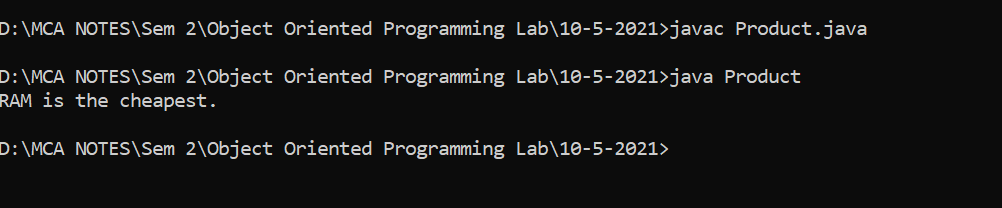 D:\MCA NOTES\Sem 2\Object Oriented Programming Lab\10-5-2021>javac Product.java
D:\MCA NOTES\Sem 2\Object Oriented Programming Lab\10-5-2021>java Product
RAM is the cheapest.
D:\MCA NOTES\Sem 2\Object Oriented Programming Lab\10-5-2021>